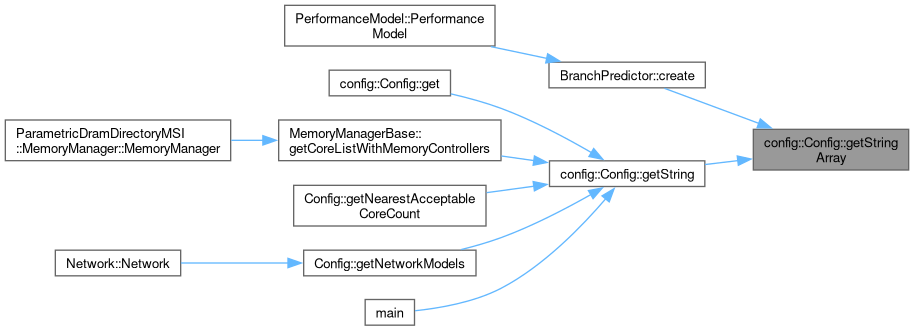 PerformanceModel::Performance
Model
BranchPredictor::create
config::Config::get
ParametricDramDirectoryMSI
::MemoryManager::MemoryManager
MemoryManagerBase::
getCoreListWithMemoryControllers
config::Config::getString
Array
config::Config::getString
Config::getNearestAcceptable
CoreCount
Network::Network
Config::getNetworkModels
main